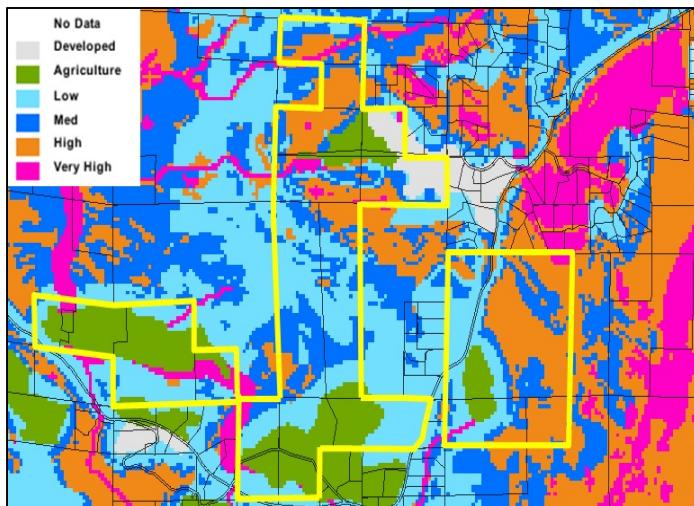 No Data
Developed
Agriculture
Low
Med
High
Very High